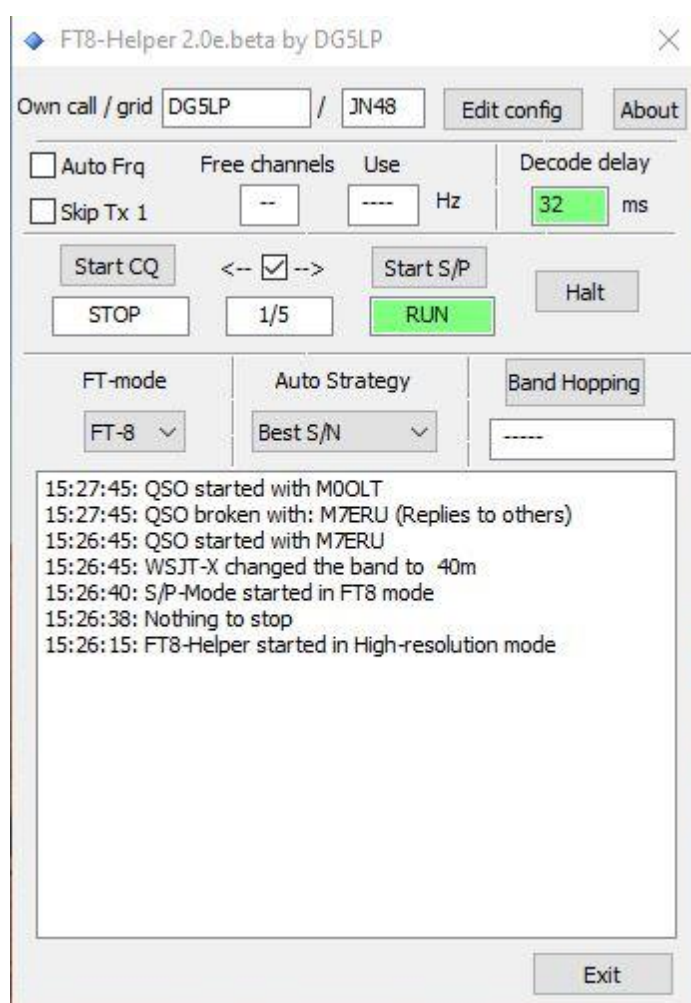 FT8-Helper 2.0e.beta by DG5LP
Own call / grid DG5LP / JN48 Edit config About
Auto Frq Free channels Use Decode delay
Skip Tx 1 -- ---- Hz 32 ms
Start CQ <-- --> Start S/P Halt
STOP 1/5 RUN
FT-mode Auto Strategy Band Hopping
FT-8 Best S/N -----
15:27:45: QSO started with M0OLT
15:27:45: QSO broken with: M7ERU (Replies to others)
15:26:45: QSO started with M7ERU
15:26:45: WSJT-X changed the band to  40m
15:26:40: S/P-Mode started in FT8 mode
15:26:38: Nothing to stop
15:26:15: FT8-Helper started in High-resolution mode
Exit